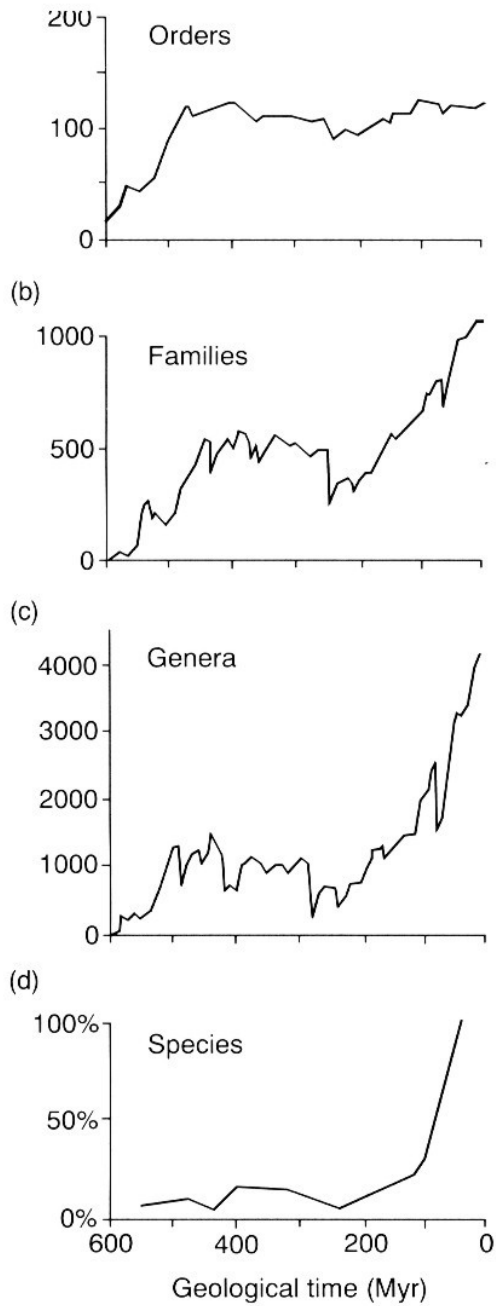 200
Orders
100
0
(b)
1000
Families
500
0
(c)
Genera
4000
3000
2000
1000
0
(d)
100%
Species
50%
0%
600 400 200 0
Geological time (Myr)